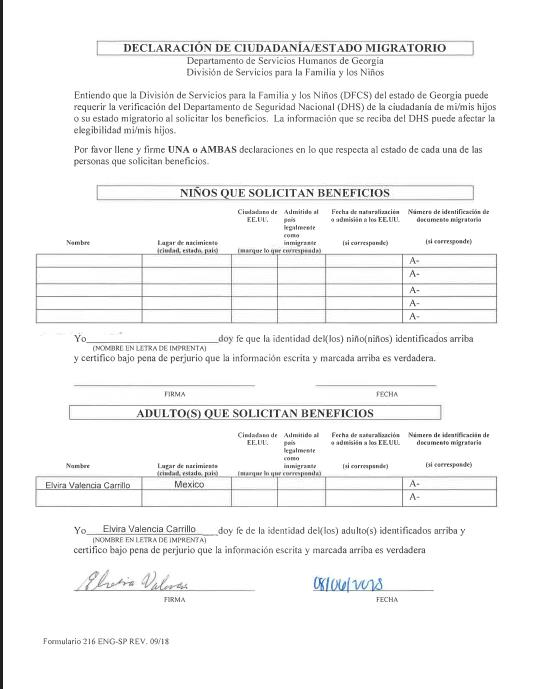 DECLARACIÓN DE CIUDADANÍA/ESTADO MIGRATORIO
Departamento de Servicios Humanos de Georgia
División de Servicios para la Familia y los Niños
Entiendo que la División de Servicios para la Familia y los Niños (DFCS) del estado de Georgia puede
requerir la verificación del Departamento de Seguridad Nacional (DHS) de la ciudadanía de mi/mis hijos
o su estado migratorio al solicitar los beneficios. La información que se reciba del DHS puede afectar la
elegibilidad mi/mis hijos.
Por favor llene y firme UNA o AMBAS declaraciones en lo que respecta al estado de cada una de las
personas que solicitan beneficios.
NIÑOS QUE SOLICITAN BENEFICIOS
Nombre
Lugar de nacimiento
(ciudad, estado, país)
Ciudadano de
EE.UU.
Admitido al
país
legalmente
como
inmigrante
(marque lo que corresponda)
Fecha de naturalización
o admisión a los EE.UU.
(si corresponde)
Número de identificación de
documento migratorio
(si corresponde)
A-
A-
A-
A-
A-
Yo doy fe que la identidad del(los) niño(niños) identificados arriba
(NOMBRE EN LETRA DE IMPRENTA)
y certifico bajo pena de perjurio que la información escrita y marcada arriba es verdadera.
FIRMA FECHA
ADULTO(S) QUE SOLICITAN BENEFICIOS
Nombre
Lugar de nacimiento
(ciudad, estado, país)
Ciudadano de
EE.UU.
Admitido al
país
legalmente
como
inmigrante
(marque lo que corresponda)
Fecha de naturalización
o admisión a los EE.UU.
(si corresponde)
Número de identificación de
documento migratorio
(si corresponde)
Elvira Valencia Carrillo Mexico A-
A-
Yo Elvira Valencia Carrillo doy fe de la identidad del(los) adulto(s) identificados arriba y
(NOMBRE EN LETRA DE IMPRENTA)
certifico bajo pena de perjurio que la información escrita y marcada arriba es verdadera
FIRMA FECHA
Formulario 216 ENG-SP REV. 09/18